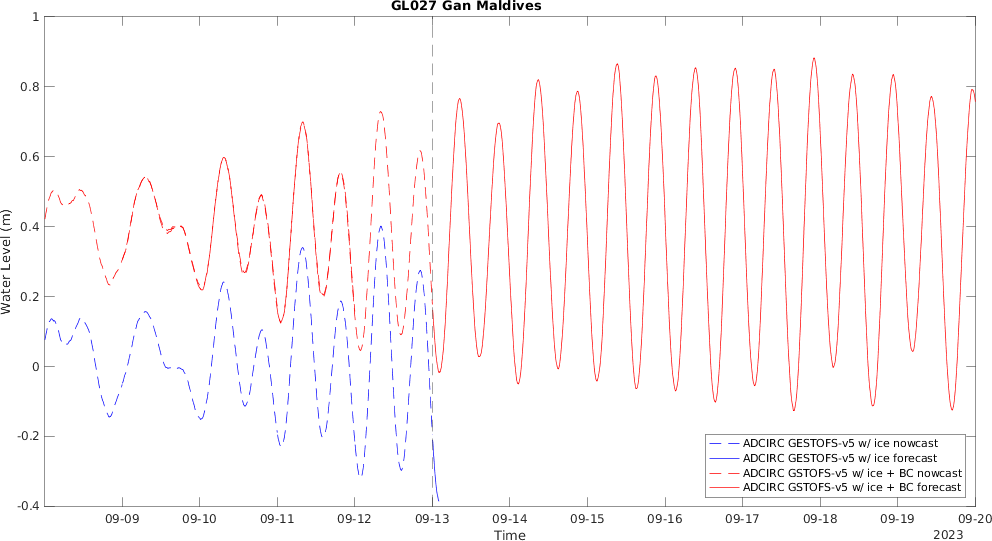 GL027 Gan Maldives
1
0.8
0.6
0.4
0.2
0
-0.2
-0.4
Water Level (m)
ADCIRC GESTOFS-v5 w/ ice nowcast
ADCIRC GESTOFS-v5 w/ ice forecast
ADCIRC GSTOFS-v5 w/ ice + BC nowcast
ADCIRC GSTOFS-v5 w/ ice + BC forecast
09-09 09-10 09-11 09-12 09-13 09-14 09-15 09-16 09-17 09-18 09-19 09-20
Time
2023